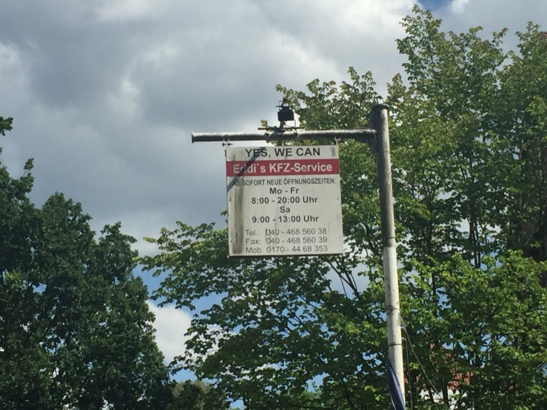 YES, WE CAN
Eddi's KFZ-Service
AB SOFORT NEUE ÖFFNUNGSZEITEN
Mo - Fr
8:00 - 20:00 Uhr
Sa
9:00 - 13:00 Uhr
Tel.: 040 - 468 560 38
Fax: 040 - 468 560 39
Mob: 0170 - 44 68 353